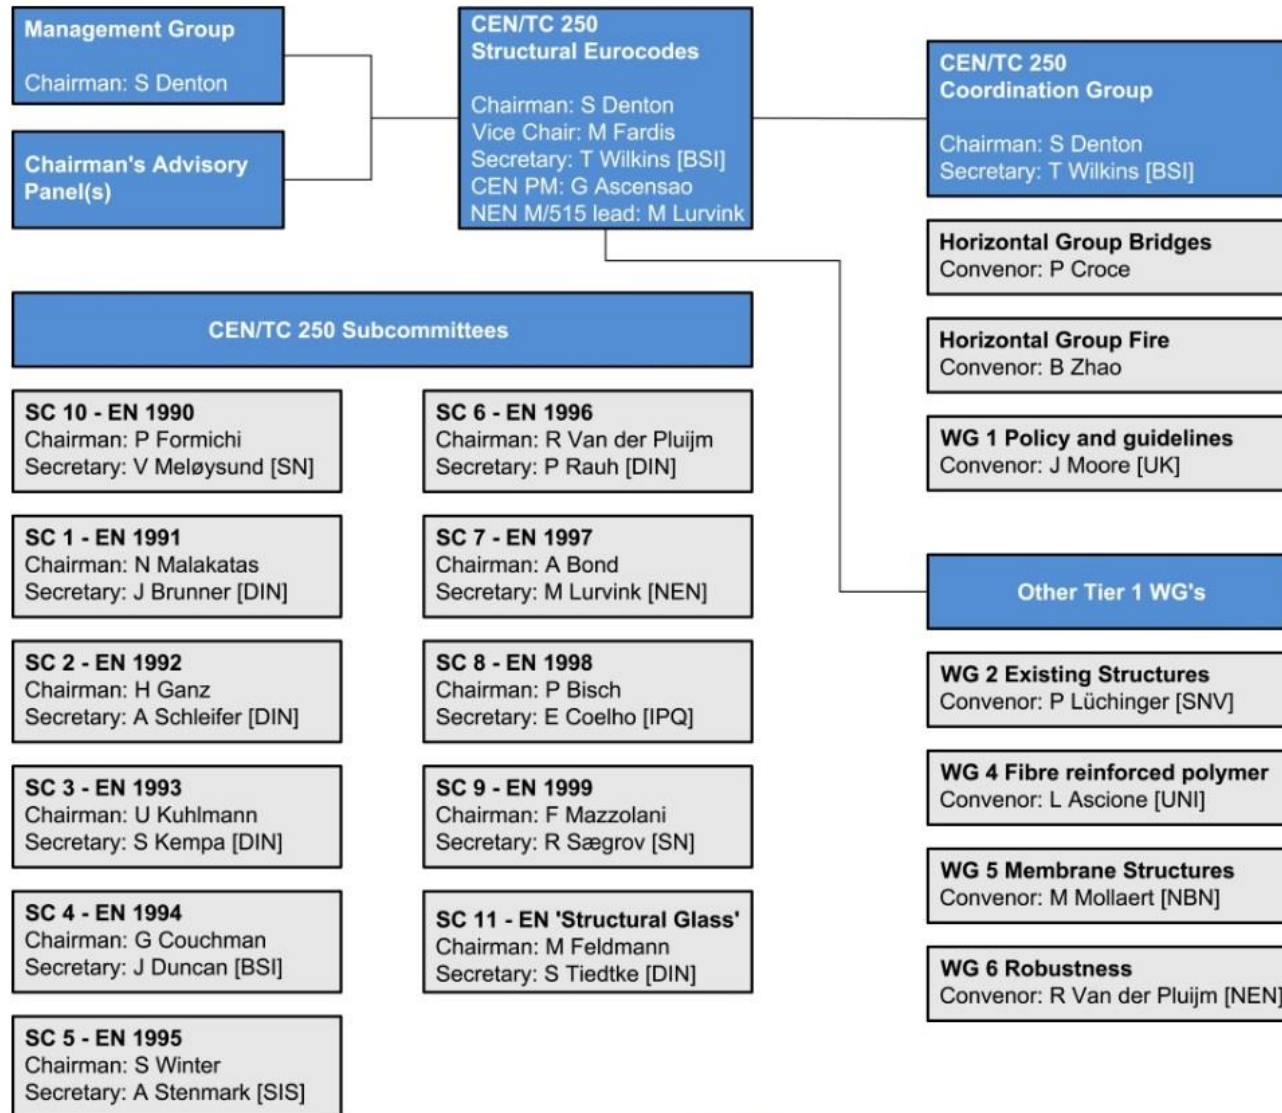 Management Group
Chairman: S Denton
Chairman's Advisory
Panel(s)
CEN/TC 250
Structural Eurocodes
Chairman: S Denton
Vice Chair: M Fardis
Secretary: T Wilkins [BSI]
CEN PM: G Ascensao
NEN M/515 lead: M Lurvink
CEN/TC 250
Coordination Group
Chairman: S Denton
Secretary: T Wilkins [BSI]
Horizontal Group Bridges
Convenor: P Croce
Horizontal Group Fire
Convenor: B Zhao
WG 1 Policy and guidelines
Convenor: J Moore [UK]
CEN/TC 250 Subcommittees
SC 10 - EN 1990
Chairman: P Formichi
Secretary: V Meløysund [SN]
SC 1 - EN 1991
Chairman: N Malakatas
Secretary: J Brunner [DIN]
SC 2 - EN 1992
Chairman: H Ganz
Secretary: A Schleifer [DIN]
SC 3 - EN 1993
Chairman: U Kuhlmann
Secretary: S Kempa [DIN]
SC 4 - EN 1994
Chairman: G Couchman
Secretary: J Duncan [BSI]
SC 5 - EN 1995
Chairman: S Winter
Secretary: A Stenmark [SIS]
SC 6 - EN 1996
Chairman: R Van der Pluijm
Secretary: P Rauh [DIN]
SC 7 - EN 1997
Chairman: A Bond
Secretary: M Lurvink [NEN]
SC 8 - EN 1998
Chairman: P Bisch
Secretary: E Coelho [IPQ]
SC 9 - EN 1999
Chairman: F Mazzolani
Secretary: R Sægrov [SN]
SC 11 - EN 'Structural Glass'
Chairman: M Feldmann
Secretary: S Tiedtke [DIN]
Other Tier 1 WG's
WG 2 Existing Structures
Convenor: P Lüchinger [SNV]
WG 4 Fibre reinforced polymer
Convenor: L Ascione [UNI]
WG 5 Membrane Structures
Convenor: M Mollaert [NBN]
WG 6 Robustness
Convenor: R Van der Pluijm [NEN]